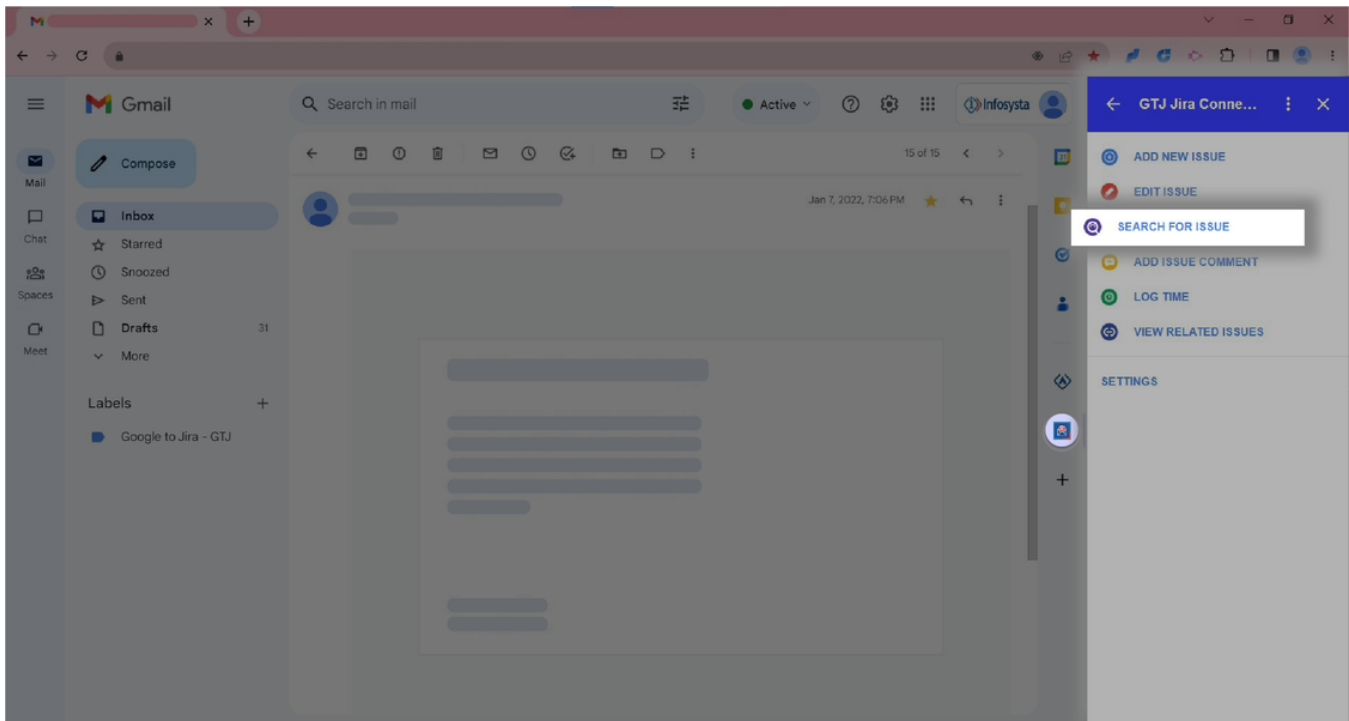 Gmail
Search in mail
Active
Infosysta
GTJ Jira Conne...
Compose
15 of 15
31
ADD NEW ISSUE
Mail
EDIT ISSUE
Jan 7, 2022, 7:06 PM
Inbox
SEARCH FOR ISSUE
Chat
Starred
ADD ISSUE COMMENT
Snoozed
Spaces
Sent
LOG TIME
Drafts
31
VIEW RELATED ISSUES
Meet
More
SETTINGS
Labels
Google to Jira - GTJ